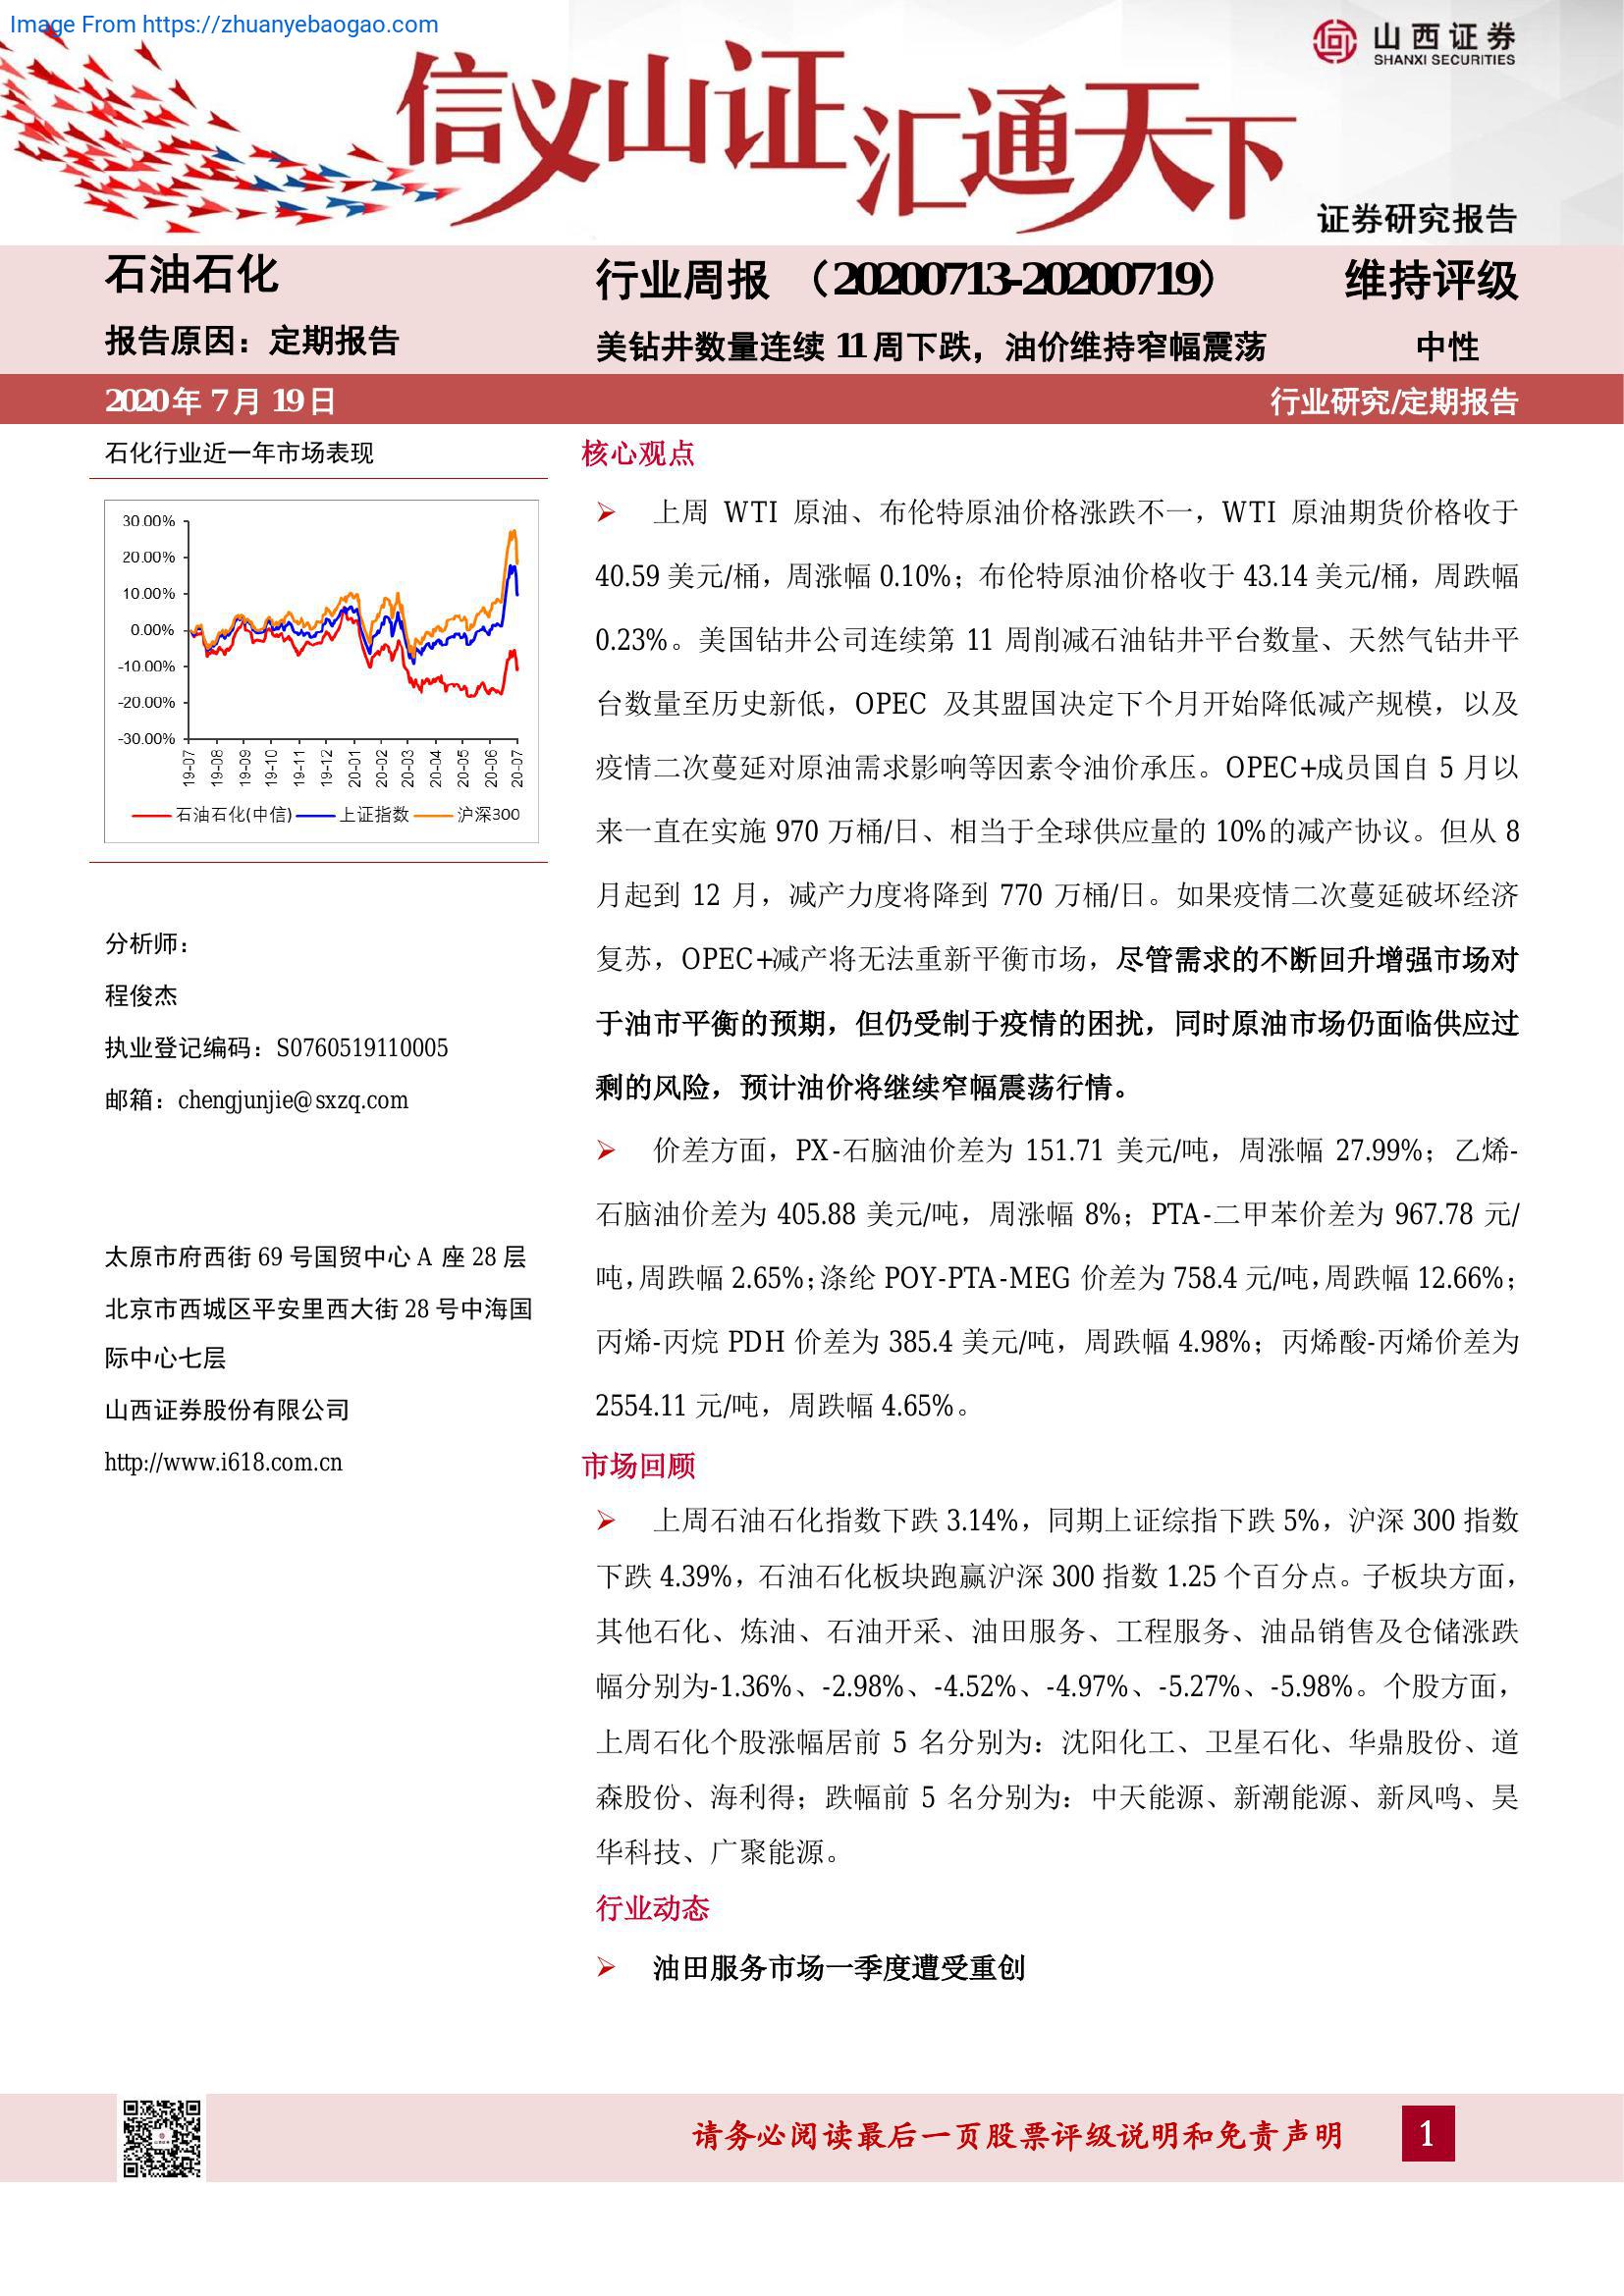 Image From https://zhuanyebaogao.com
山西证券
SHANXI SECURITIES
信义山证汇通天下
证券研究报告
石油石化
行业周报 （20200713-20200719）
维持评级
报告原因：定期报告
美钻井数量连续 11 周下跌，油价维持窄幅震荡
中性
2020 年 7 月 19 日
行业研究/定期报告
石化行业近一年市场表现
30.00%
20.00%
10.00%
0.00%
-10.00%
-20.00%
-30.00%
19-07
19-08
19-09
19-10
19-11
19-12
20-01
20-02
20-03
20-04
20-05
20-06
20-07
石油石化(中信) 上证指数 沪深300
分析师：
程俊杰
执业登记编码：S0760519110005
邮箱：chengjunjie@sxzq.com
太原市府西街 69 号国贸中心 A 座 28 层
北京市西城区平安里西大街 28 号中海国
际中心七层
山西证券股份有限公司
http://www.i618.com.cn
核心观点
➢ 上周 WTI 原油、布伦特原油价格涨跌不一，WTI 原油期货价格收于
40.59 美元/桶，周涨幅 0.10%；布伦特原油价格收于 43.14 美元/桶，周跌幅
0.23%。美国钻井公司连续第 11 周削减石油钻井平台数量、天然气钻井平
台数量至历史新低，OPEC 及其盟国决定下个月开始降低减产规模，以及
疫情二次蔓延对原油需求影响等因素令油价承压。OPEC+成员国自 5 月以
来一直在实施 970 万桶/日、相当于全球供应量的 10%的减产协议。但从 8
月起到 12 月，减产力度将降到 770 万桶/日。如果疫情二次蔓延破坏经济
复苏，OPEC+减产将无法重新平衡市场，尽管需求的不断回升增强市场对
于油市平衡的预期，但仍受制于疫情的困扰，同时原油市场仍面临供应过
剩的风险，预计油价将继续窄幅震荡行情。
➢ 价差方面，PX-石脑油价差为 151.71 美元/吨，周涨幅 27.99%；乙烯-
石脑油价差为 405.88 美元/吨，周涨幅 8%；PTA-二甲苯价差为 967.78 元/
吨，周跌幅 2.65%；涤纶 POY-PTA-MEG 价差为 758.4 元/吨，周跌幅 12.66%；
丙烯-丙烷 PDH 价差为 385.4 美元/吨，周跌幅 4.98%；丙烯酸-丙烯价差为
2554.11 元/吨，周跌幅 4.65%。
市场回顾
➢ 上周石油石化指数下跌 3.14%，同期上证综指下跌 5%，沪深 300 指数
下跌 4.39%，石油石化板块跑赢沪深 300 指数 1.25 个百分点。子板块方面，
其他石化、炼油、石油开采、油田服务、工程服务、油品销售及仓储涨跌
幅分别为-1.36%、-2.98%、-4.52%、-4.97%、-5.27%、-5.98%。个股方面，
上周石化个股涨幅居前 5 名分别为：沈阳化工、卫星石化、华鼎股份、道
森股份、海利得；跌幅前 5 名分别为：中天能源、新潮能源、新凤鸣、昊
华科技、广聚能源。
行业动态
➢ 油田服务市场一季度遭受重创
请务必阅读最后一页股票评级说明和免责声明
1